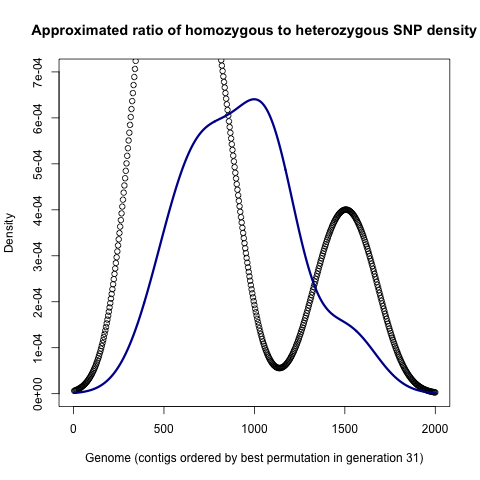 Approximated ratio of homozygous to heterozygous SNP density
7e-04
6e-04
5e-04
4e-04
3e-04
2e-04
1e-04
0e+00
Density
0 500 1000 1500 2000
Genome (contigs ordered by best permutation in generation 31)